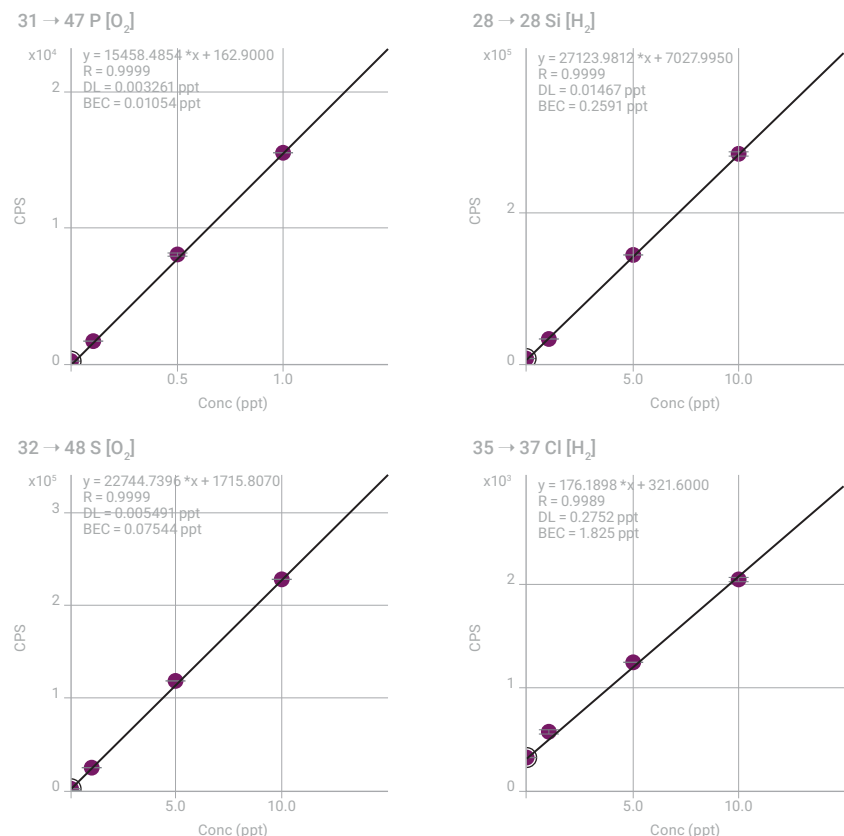 31 → 47 P [O₂]
x10⁴
y = 15458.4854 *x + 162.9000
R = 0.9999
DL = 0.003261 ppt
BEC = 0.01054 ppt
2
1
0
CPS
0.5 1.0
Conc (ppt)
28 → 28 Si [H₂]
x10⁵
y = 27123.9812 *x + 7027.9950
R = 0.9999
DL = 0.01467 ppt
BEC = 0.2591 ppt
2
0
CPS
5.0 10.0
Conc (ppt)
32 → 48 S [O₂]
x10⁵
y = 22744.7396 *x + 1715.8070
R = 0.9999
DL = 0.005491 ppt
BEC = 0.07544 ppt
3
2
1
0
CPS
5.0 10.0
Conc (ppt)
35 → 37 Cl [H₂]
x10³
y = 176.1898 *x + 321.6000
R = 0.9989
DL = 0.2752 ppt
BEC = 1.825 ppt
2
1
0
CPS
5.0 10.0
Conc (ppt)